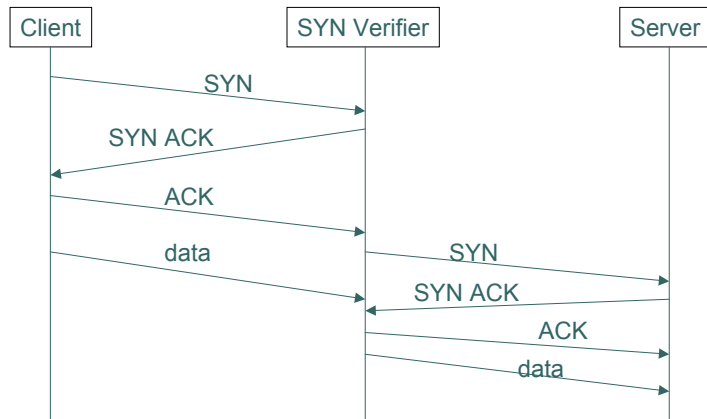 Client
SYN Verifier
Server
SYN
SYN ACK
ACK
data
SYN
SYN ACK
ACK
data